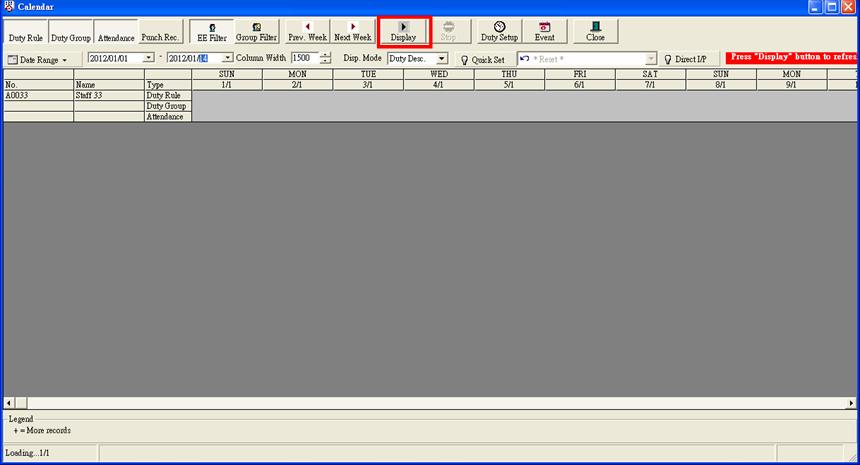 Calendar
Duty Rule Duty Group Attendance Punch Rec. EE Filter Group Filter Prev. Week Next Week Display Stop Duty Setup Event Close
Date Range 2012/01/01 - 2012/01/14 Column Width 1500 Disp. Mode Duty Desc. Quick Set * Reset * Direct I/P Press "Display" button to refres
SUN MON TUE WED THU FRI SAT SUN MON
No. Name Type 1/1 2/1 3/1 4/1 5/1 6/1 7/1 8/1 9/1
A0033 Staff 33 Duty Rule
Duty Group
Attendance
Legend
+ = More records
Loading...1/1